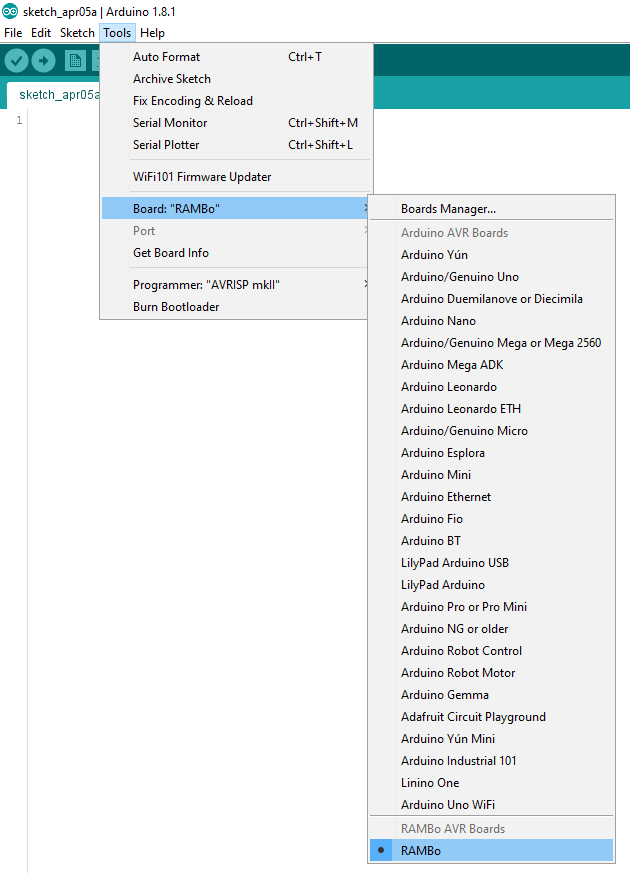 sketch_apr05a | Arduino 1.8.1
File Edit Sketch Tools Help
sketch_apr05a
1
Auto Format Ctrl+T
Archive Sketch
Fix Encoding & Reload
Serial Monitor Ctrl+Shift+M
Serial Plotter Ctrl+Shift+L
WiFi101 Firmware Updater
Board: "RAMBo"
Port
Get Board Info
Programmer: "AVRISP mkII"
Burn Bootloader
Boards Manager...
Arduino AVR Boards
Arduino Yún
Arduino/Genuino Uno
Arduino Duemilanove or Diecimila
Arduino Nano
Arduino/Genuino Mega or Mega 2560
Arduino Mega ADK
Arduino Leonardo
Arduino Leonardo ETH
Arduino/Genuino Micro
Arduino Esplora
Arduino Mini
Arduino Ethernet
Arduino Fio
Arduino BT
LilyPad Arduino USB
LilyPad Arduino
Arduino Pro or Pro Mini
Arduino NG or older
Arduino Robot Control
Arduino Robot Motor
Arduino Gemma
Adafruit Circuit Playground
Arduino Yún Mini
Arduino Industrial 101
Linino One
Arduino Uno WiFi
RAMBo AVR Boards
RAMBo